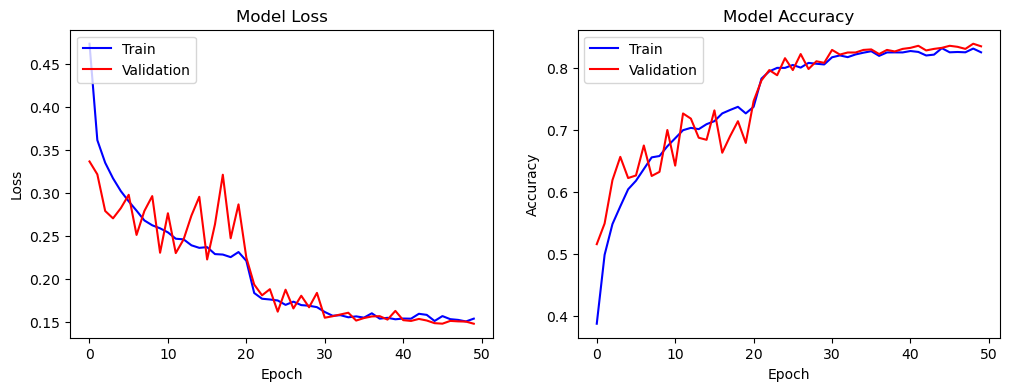 Model Loss
Train
Validation
Loss
0.45
0.40
0.35
0.30
0.25
0.20
0.15
0
10
20
30
40
50
Epoch
Model Accuracy
Train
Validation
Accuracy
0.8
0.7
0.6
0.5
0.4
0
10
20
30
40
50
Epoch